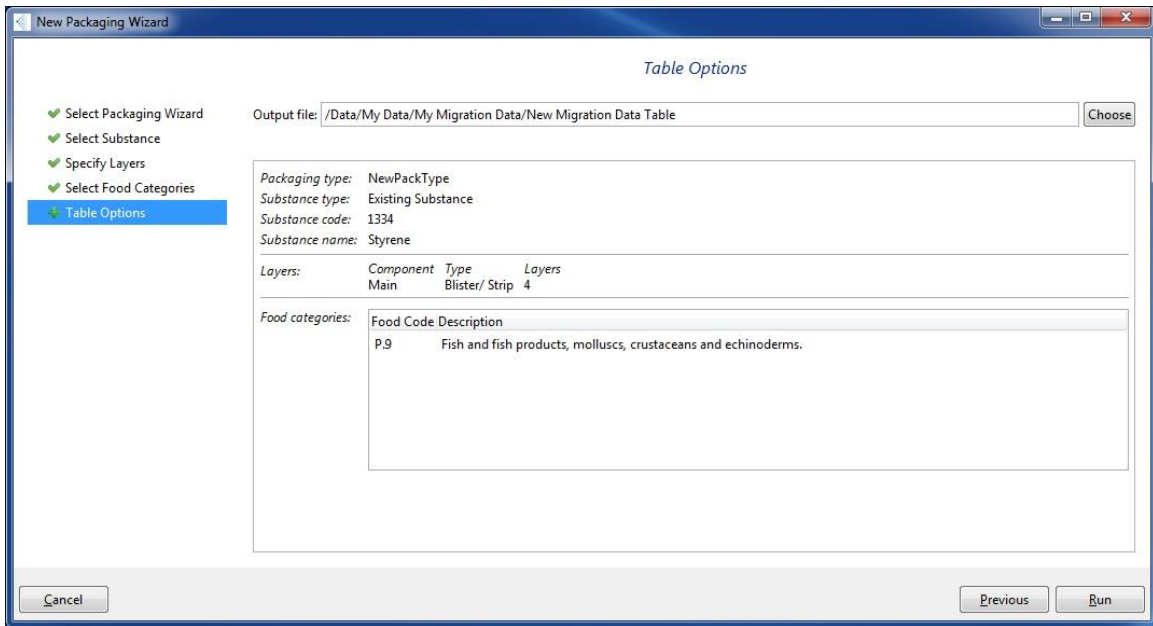 New Packaging Wizard
Table Options
Select Packaging Wizard
Select Substance
Specify Layers
Select Food Categories
Table Options
Output file: /Data/My Data/My Migration Data/New Migration Data Table Choose
Packaging type: NewPackType
Substance type: Existing Substance
Substance code: 1334
Substance name: Styrene
Layers: Component Type Layers
Main Blister/ Strip 4
Food categories: Food Code Description
P.9 Fish and fish products, molluscs, crustaceans and echinoderms.
Cancel Previous Run